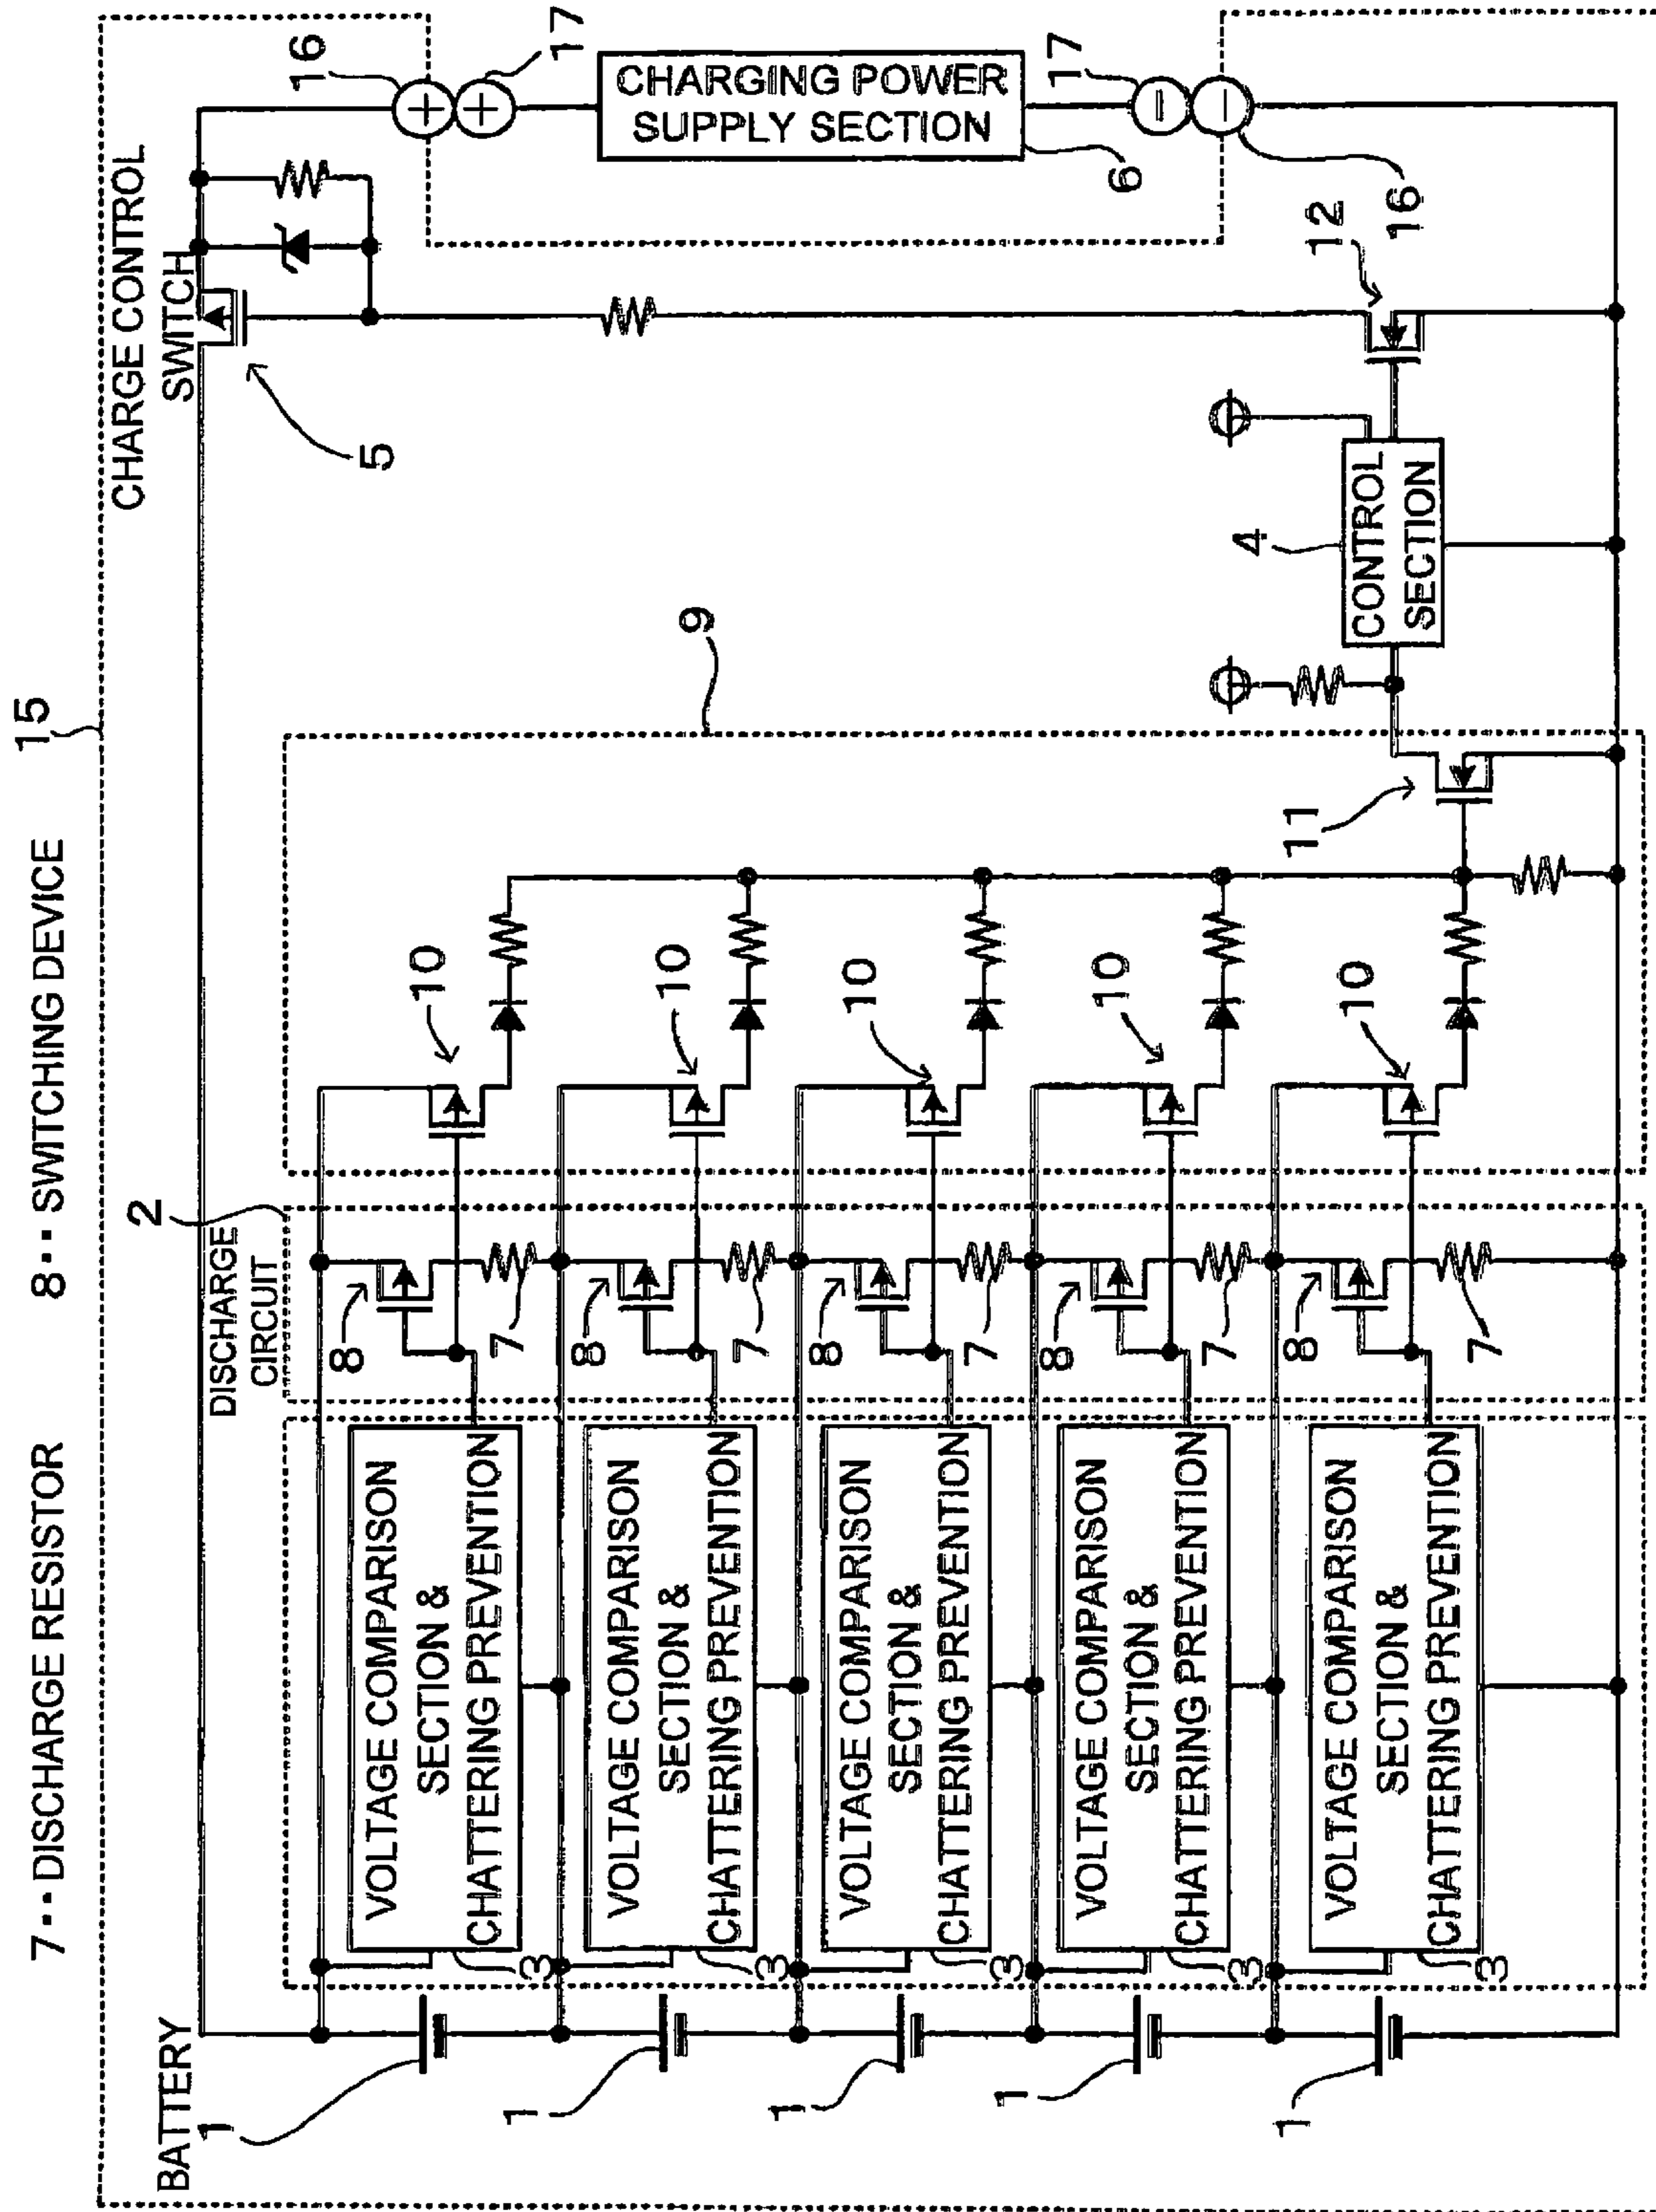 7・・DISCHARGE RESISTOR 8・・SWITCHING DEVICE 15
BATTERY
DISCHARGE
CIRCUIT
2
CHARGE CONTROL
SWITCH
5
16
17
CHARGING POWER
SUPPLY SECTION
6
17
16
12
9
4
CONTROL
SECTION
11
1
VOLTAGE COMPARISON
SECTION &
CHATTERING PREVENTION
3
8
7
10
1
VOLTAGE COMPARISON
SECTION &
CHATTERING PREVENTION
3
8
7
10
1
VOLTAGE COMPARISON
SECTION &
CHATTERING PREVENTION
3
8
7
10
1
VOLTAGE COMPARISON
SECTION &
CHATTERING PREVENTION
3
8
7
10
1
VOLTAGE COMPARISON
SECTION &
CHATTERING PREVENTION
3
8
7
10